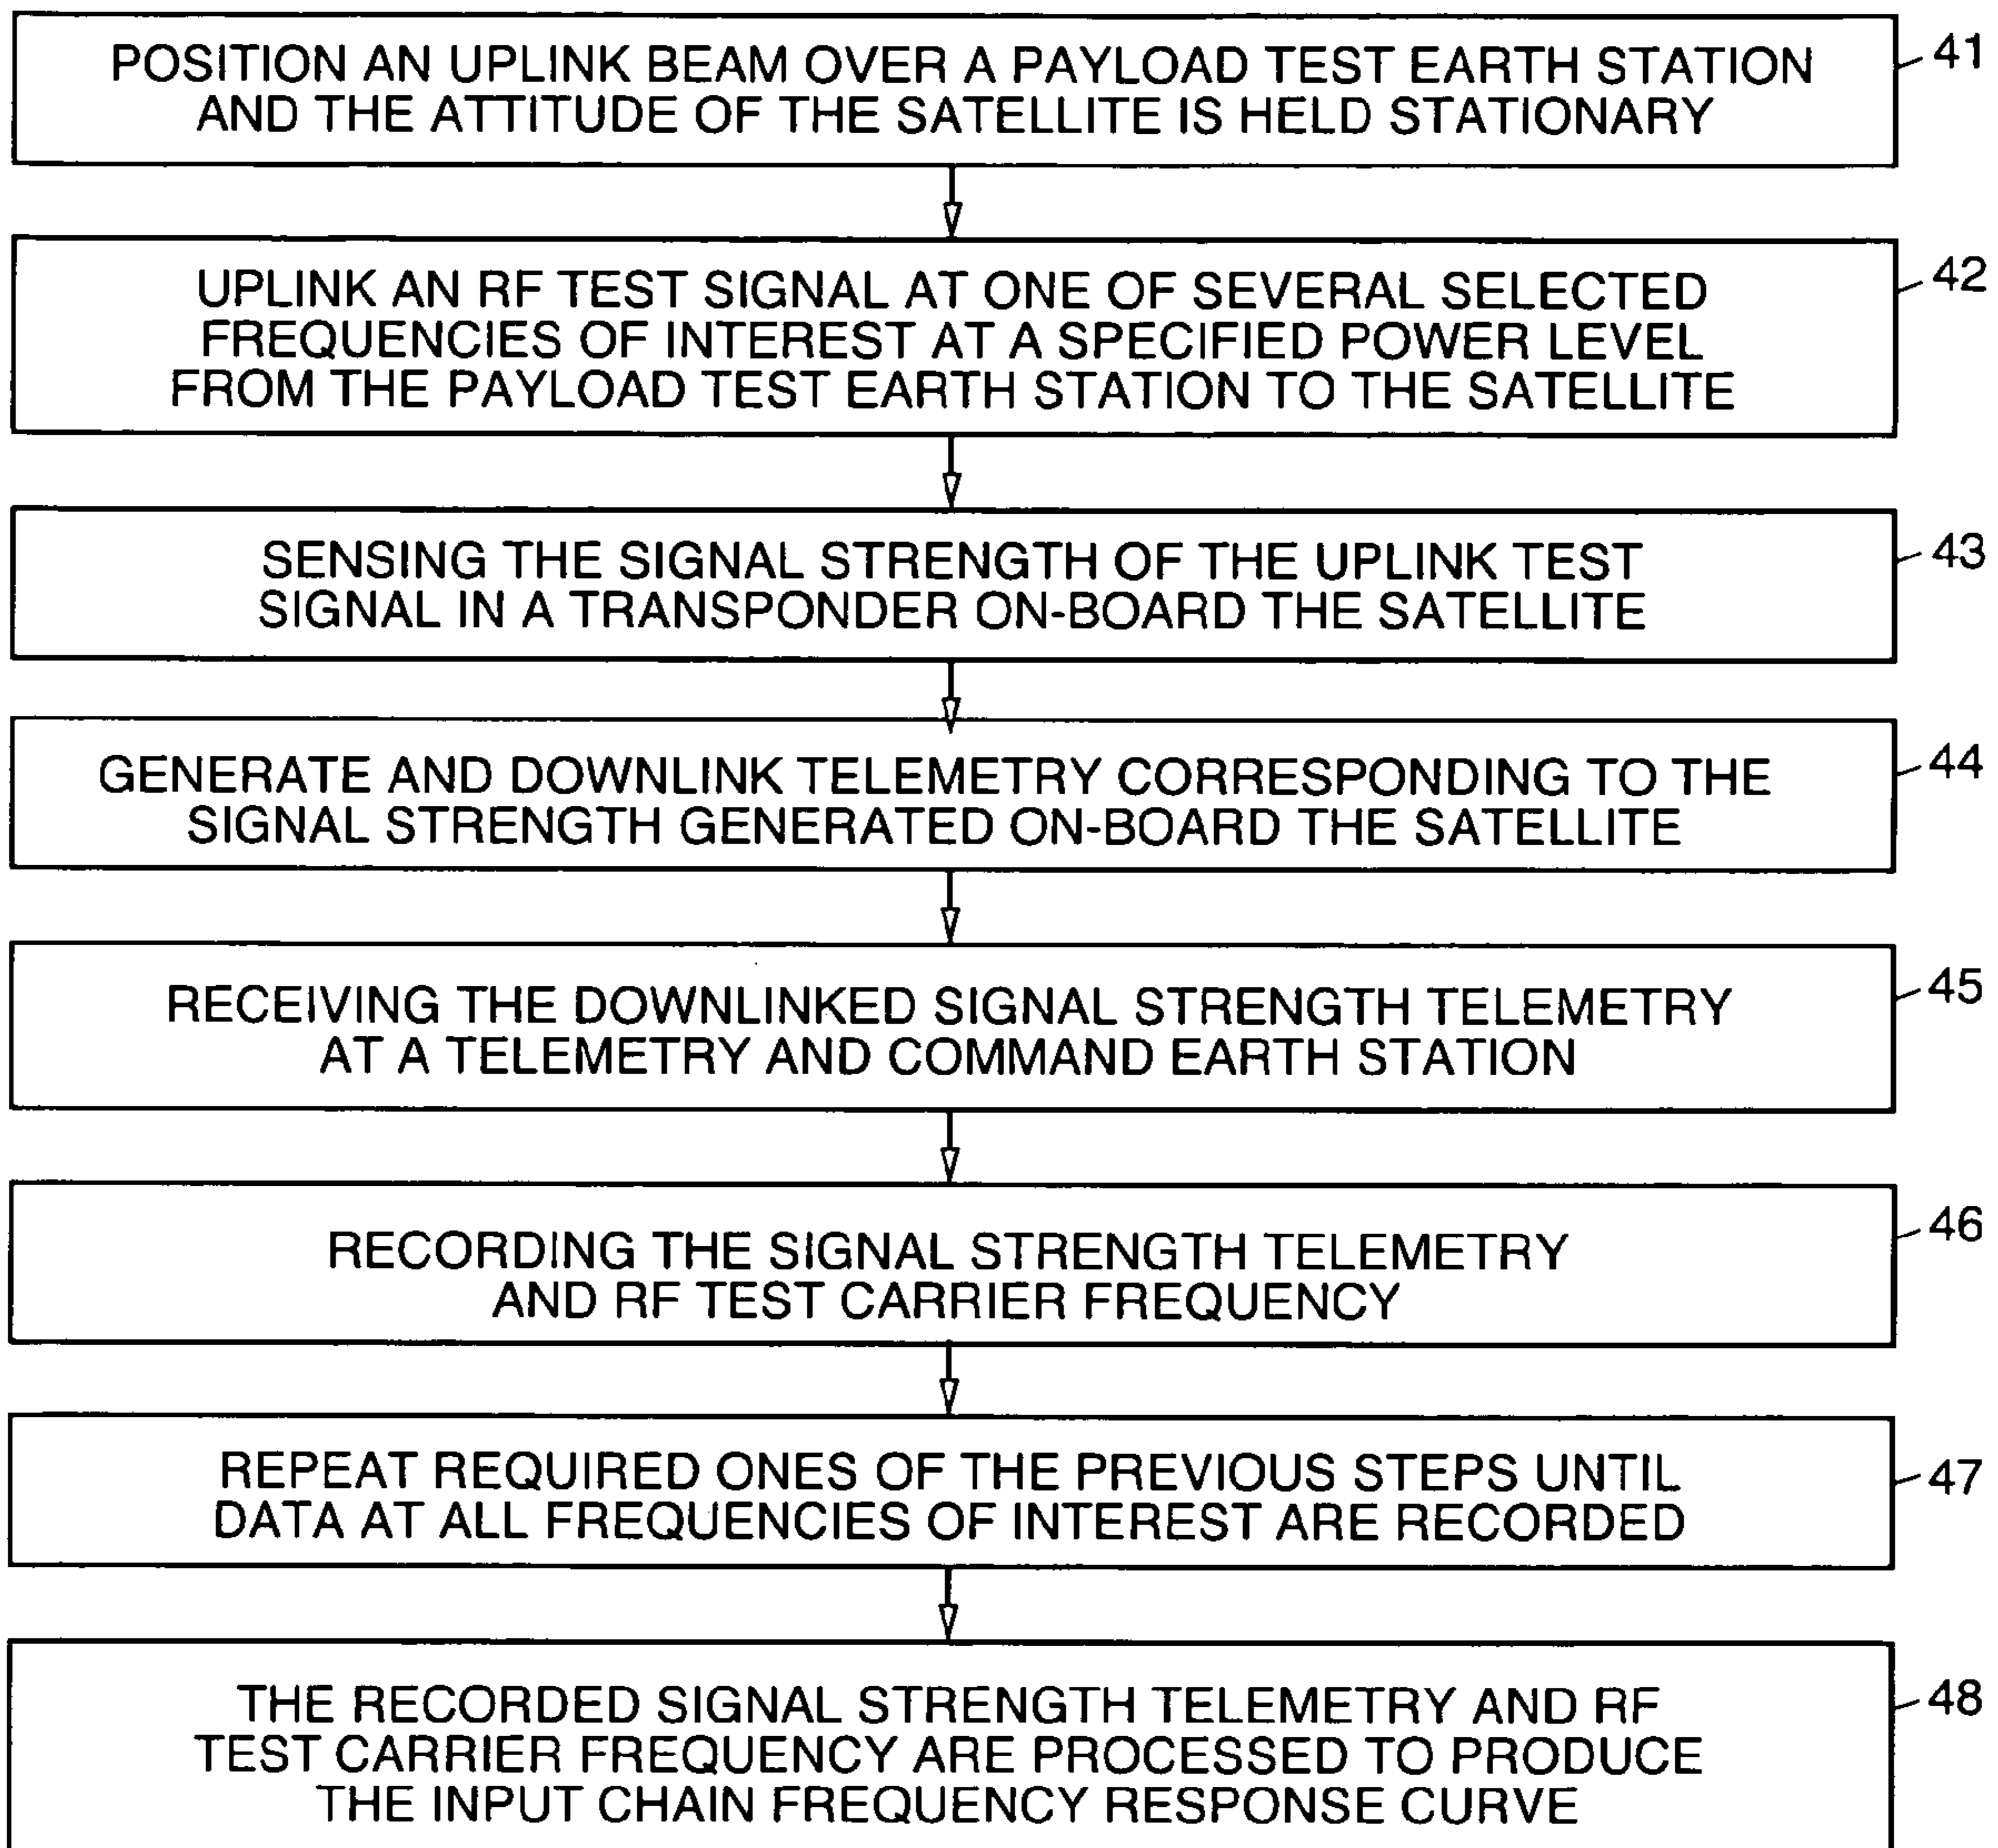 POSITION AN UPLINK BEAM OVER A PAYLOAD TEST EARTH STATION
AND THE ATTITUDE OF THE SATELLITE IS HELD STATIONARY
41
UPLINK AN RF TEST SIGNAL AT ONE OF SEVERAL SELECTED
FREQUENCIES OF INTEREST AT A SPECIFIED POWER LEVEL
FROM THE PAYLOAD TEST EARTH STATION TO THE SATELLITE
42
SENSING THE SIGNAL STRENGTH OF THE UPLINK TEST
SIGNAL IN A TRANSPONDER ON-BOARD THE SATELLITE
43
GENERATE AND DOWNLINK TELEMETRY CORRESPONDING TO THE
SIGNAL STRENGTH GENERATED ON-BOARD THE SATELLITE
44
RECEIVING THE DOWNLINKED SIGNAL STRENGTH TELEMETRY
AT A TELEMETRY AND COMMAND EARTH STATION
45
RECORDING THE SIGNAL STRENGTH TELEMETRY
AND RF TEST CARRIER FREQUENCY
46
REPEAT REQUIRED ONES OF THE PREVIOUS STEPS UNTIL
DATA AT ALL FREQUENCIES OF INTEREST ARE RECORDED
47
THE RECORDED SIGNAL STRENGTH TELEMETRY AND RF
TEST CARRIER FREQUENCY ARE PROCESSED TO PRODUCE
THE INPUT CHAIN FREQUENCY RESPONSE CURVE
48